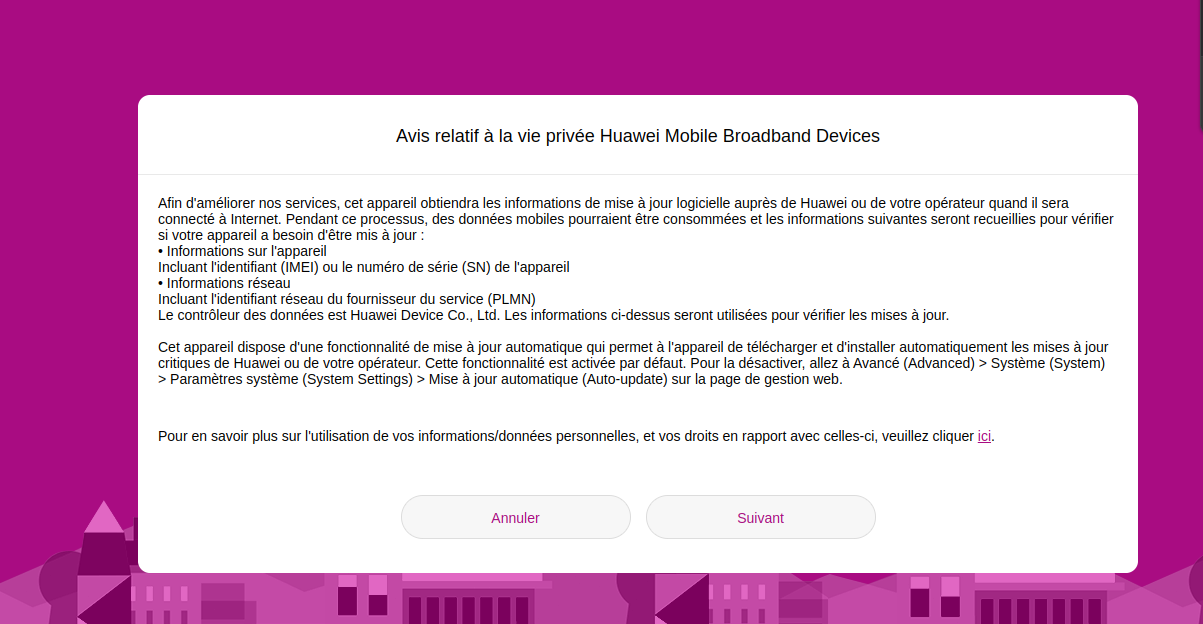 Avis relatif à la vie privée Huawei Mobile Broadband Devices
Afin d'améliorer nos services, cet appareil obtiendra les informations de mise à jour logicielle auprès de Huawei ou de votre opérateur quand il sera
connecté à Internet. Pendant ce processus, des données mobiles pourraient être consommées et les informations suivantes seront recueillies pour vérifier
si votre appareil a besoin d'être mis à jour :
• Informations sur l'appareil
Incluant l'identifiant (IMEI) ou le numéro de série (SN) de l'appareil
• Informations réseau
Incluant l'identifiant réseau du fournisseur du service (PLMN)
Le contrôleur des données est Huawei Device Co., Ltd. Les informations ci-dessus seront utilisées pour vérifier les mises à jour.
Cet appareil dispose d'une fonctionnalité de mise à jour automatique qui permet à l'appareil de télécharger et d'installer automatiquement les mises à jour
critiques de Huawei ou de votre opérateur. Cette fonctionnalité est activée par défaut. Pour la désactiver, allez à Avancé (Advanced) > Système (System)
> Paramètres système (System Settings) > Mise à jour automatique (Auto-update) sur la page de gestion web.
Pour en savoir plus sur l'utilisation de vos informations/données personnelles, et vos droits en rapport avec celles-ci, veuillez cliquer ici.
Annuler
Suivant